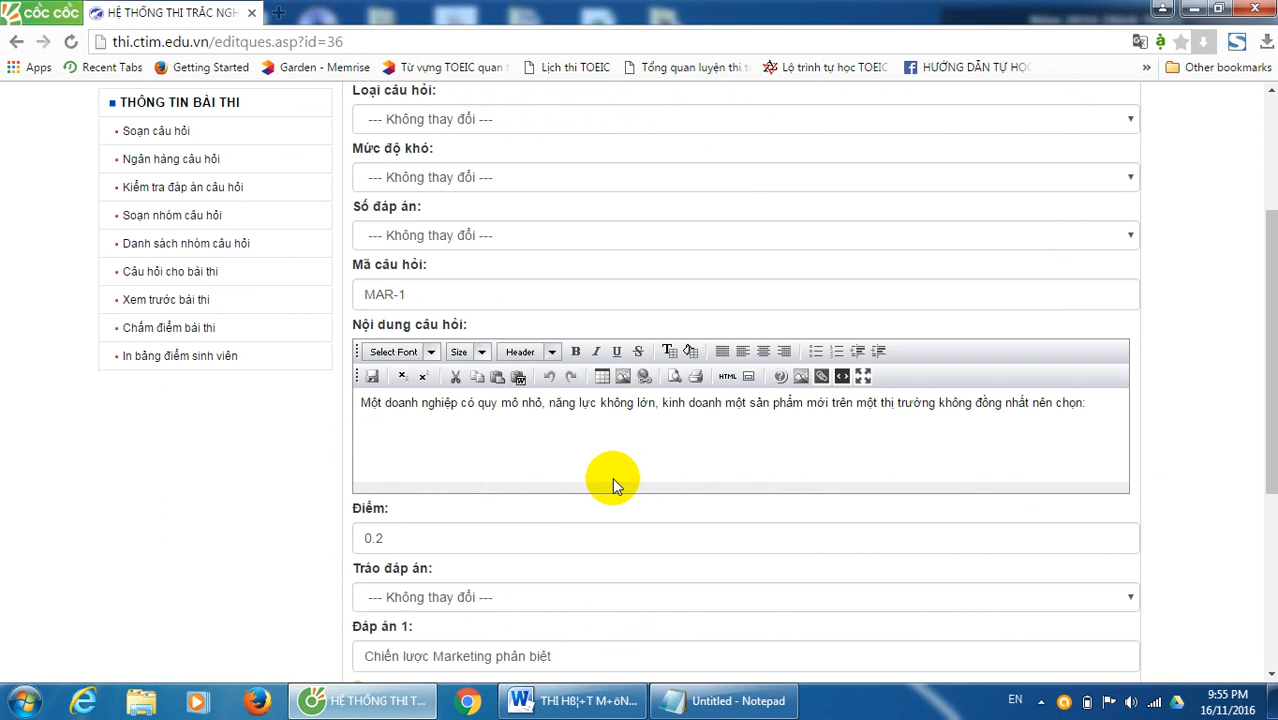 cốc cốc
HỆ THỐNG THI TRẮC NGH
thi.ctim.edu.vn/editques.asp?id=36
Apps
Recent Tabs
Getting Started
Garden - Memrise
Từ vựng TOEIC quan t
Lịch thi TOEIC
Tổng quan luyện thi t
Lộ trình tự học TOEIC
HƯỚNG DẪN TỰ HỌC
»
Other bookmarks
THÔNG TIN BÀI THI
Soạn câu hỏi
Ngân hàng câu hỏi
Kiểm tra đáp án câu hỏi
Soạn nhóm câu hỏi
Danh sách nhóm câu hỏi
Câu hỏi cho bài thi
Xem trước bài thi
Chấm điểm bài thi
In bảng điểm sinh viên
Loại câu hỏi:
--- Không thay đổi ---
Mức độ khó:
--- Không thay đổi ---
Số đáp án:
--- Không thay đổi ---
Mã câu hỏi:
MAR-1
Nội dung câu hỏi:
Select Font
Size
Header
B I U S
HTML
Một doanh nghiệp có quy mô nhỏ, năng lực không lớn, kinh doanh một sản phẩm mới trên một thị trường không đồng nhất nên chọn:
Điểm:
0.2
Tráo đáp án:
--- Không thay đổi ---
Đáp án 1:
Chiến lược Marketing phân biệt
HỆ THỐNG THI T...
THI Hß¦+T M+öN...
Untitled - Notepad
EN
9:55 PM
16/11/2016